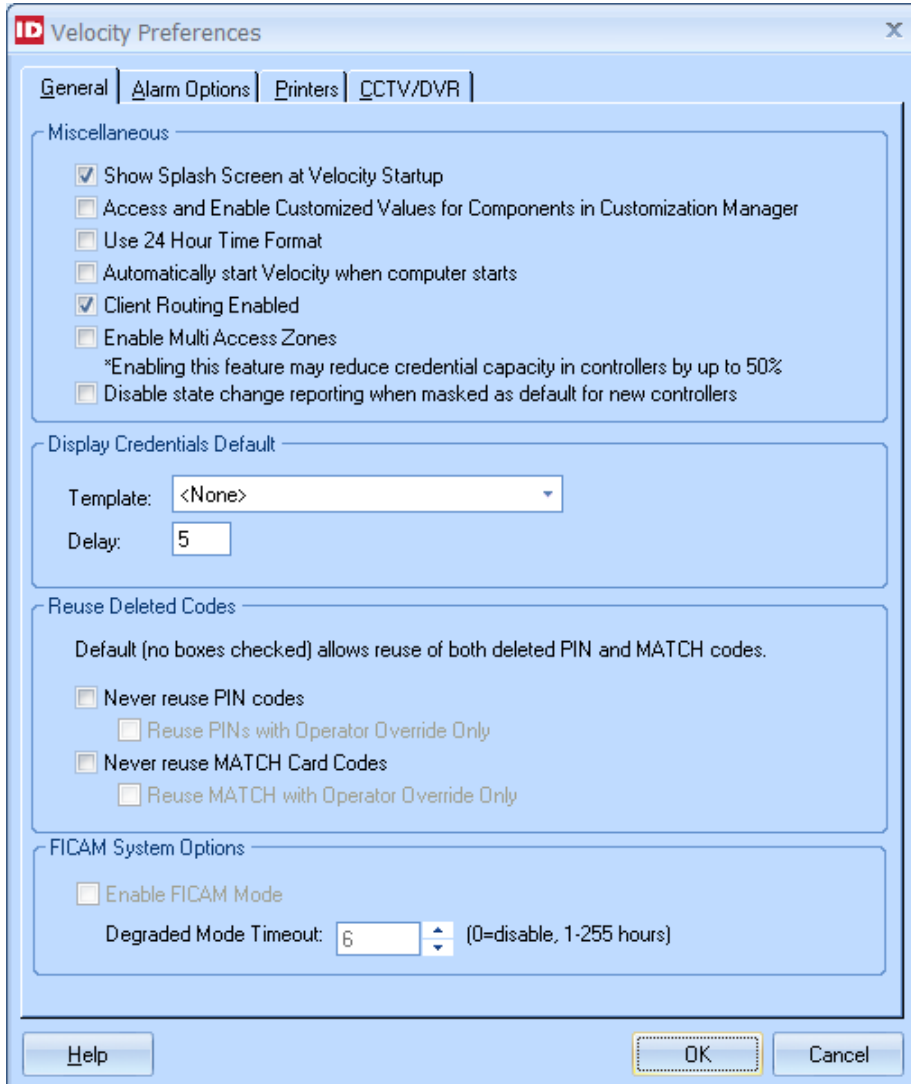 ID Velocity Preferences x
General Alarm Options Printers CCTV/DVR
Miscellaneous
Show Splash Screen at Velocity Startup
Access and Enable Customized Values for Components in Customization Manager
Use 24 Hour Time Format
Automatically start Velocity when computer starts
Client Routing Enabled
Enable Multi Access Zones
*Enabling this feature may reduce credential capacity in controllers by up to 50%
Disable state change reporting when masked as default for new controllers
Display Credentials Default
Template: <None>
Delay: 5
Reuse Deleted Codes
Default (no boxes checked) allows reuse of both deleted PIN and MATCH codes.
Never reuse PIN codes
Reuse PINs with Operator Override Only
Never reuse MATCH Card Codes
Reuse MATCH with Operator Override Only
FICAM System Options
Enable FICAM Mode
Degraded Mode Timeout: 6 (0=disable, 1-255 hours)
Help OK Cancel